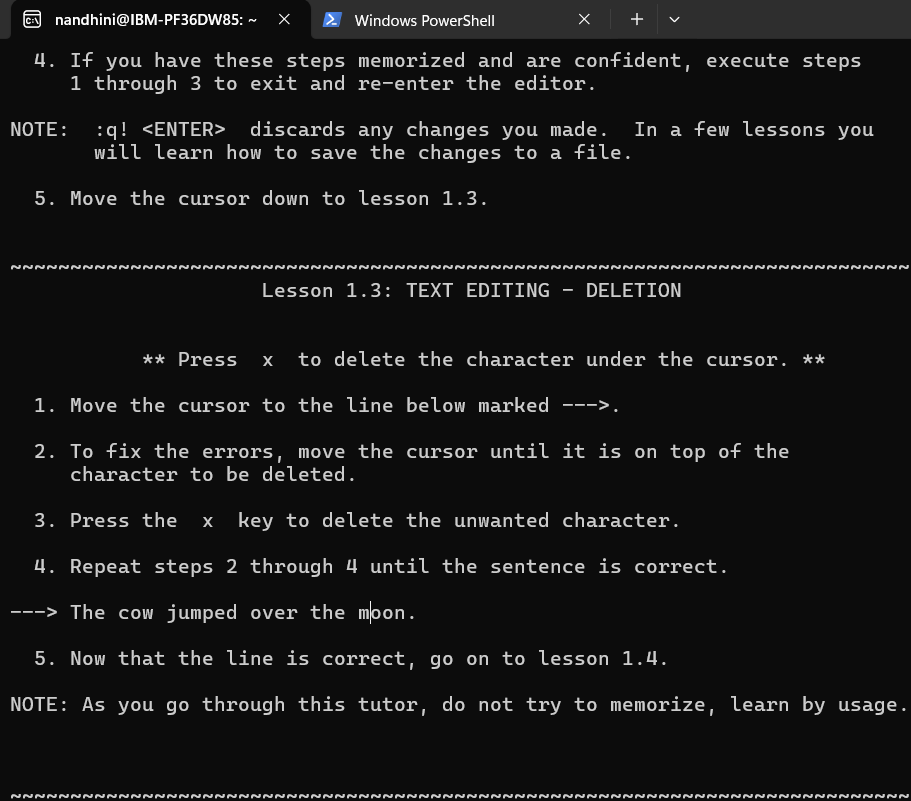 nandhini@IBM-PF36DW85: ~
Windows PowerShell
4. If you have these steps memorized and are confident, execute steps
1 through 3 to exit and re-enter the editor.
NOTE:  :q! <ENTER>  discards any changes you made.  In a few lessons you
will learn how to save the changes to a file.
5. Move the cursor down to lesson 1.3.
~~~~~~~~~~~~~~~~~~~~~~~~~~~~~~~~~~~~~~~~~~~~~~~~~~~~~~~~~~~~~~~~~~~~~~~~~~~
Lesson 1.3: TEXT EDITING - DELETION
** Press  x  to delete the character under the cursor. **
1. Move the cursor to the line below marked --->.
2. To fix the errors, move the cursor until it is on top of the
character to be deleted.
3. Press the  x  key to delete the unwanted character.
4. Repeat steps 2 through 4 until the sentence is correct.
---> The cow jumped over the moon.
5. Now that the line is correct, go on to lesson 1.4.
NOTE: As you go through this tutor, do not try to memorize, learn by usage.
~~~~~~~~~~~~~~~~~~~~~~~~~~~~~~~~~~~~~~~~~~~~~~~~~~~~~~~~~~~~~~~~~~~~~~~~~~~